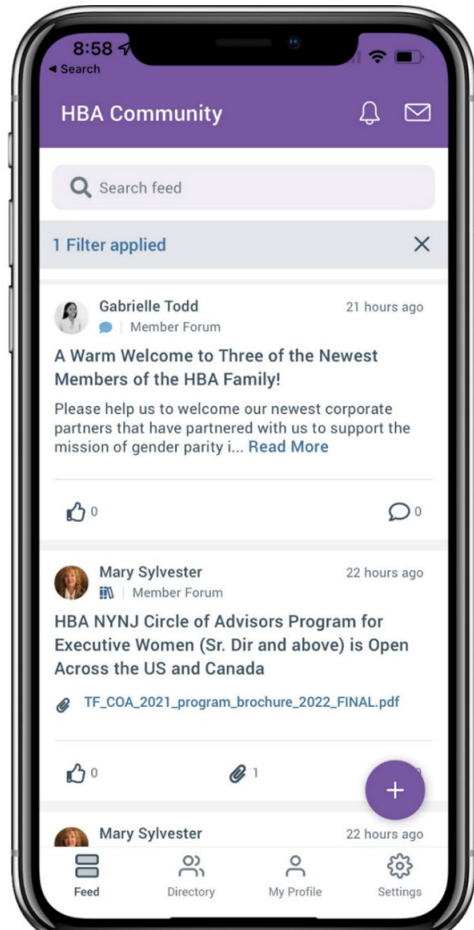 8:58
◀ Search
HBA Community
Search feed
1 Filter applied
Gabrielle Todd
21 hours ago
Member Forum
A Warm Welcome to Three of the Newest
Members of the HBA Family!
Please help us to welcome our newest corporate
partners that have partnered with us to support the
mission of gender parity i... Read More
0
0
Mary Sylvester
22 hours ago
Member Forum
HBA NYNJ Circle of Advisors Program for
Executive Women (Sr. Dir and above) is Open
Across the US and Canada
TF_COA_2021_program_brochure_2022_FINAL.pdf
0
1
Mary Sylvester
22 hours ago
Feed
Directory
My Profile
Settings